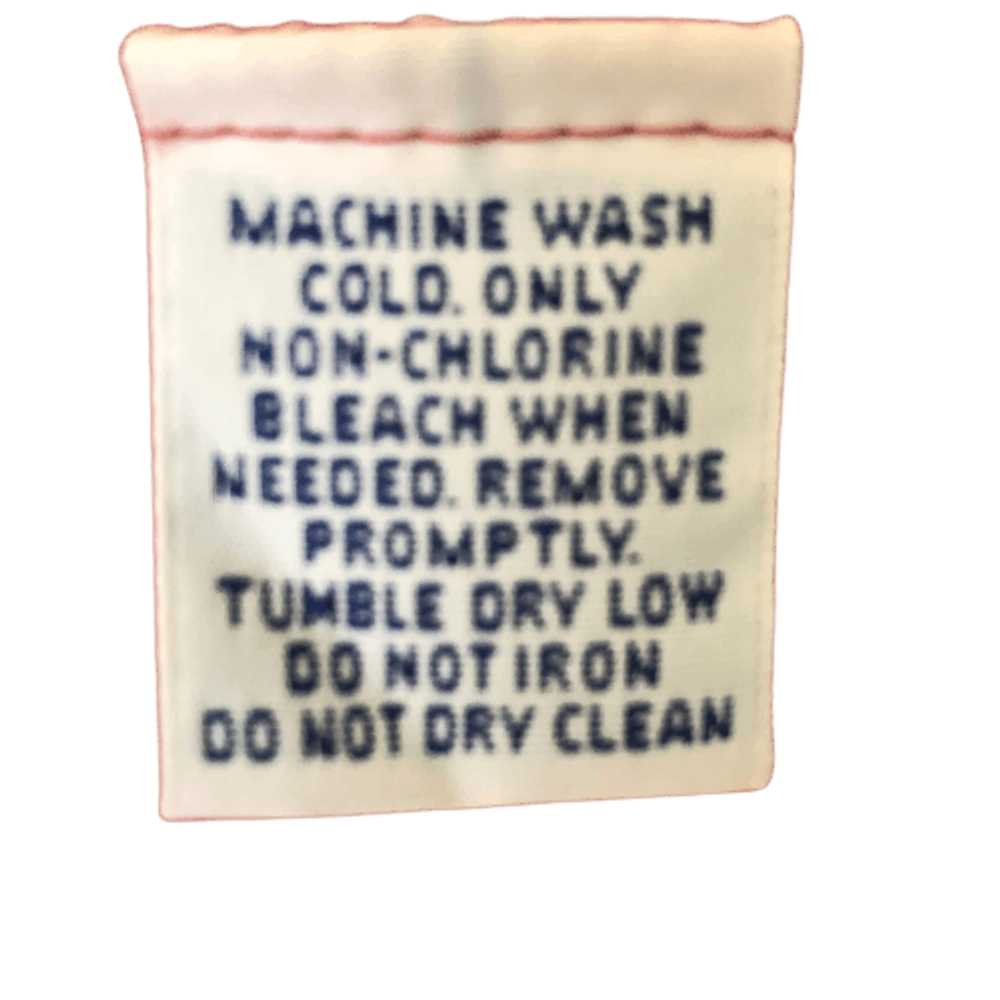 MACHINE WASH
COLD. ONLY
NON-CHLORINE
BLEACH WHEN
NEEDED. REMOVE
PROMPTLY.
TUMBLE DRY LOW
DO NOT IRON
DO NOT DRY CLEAN